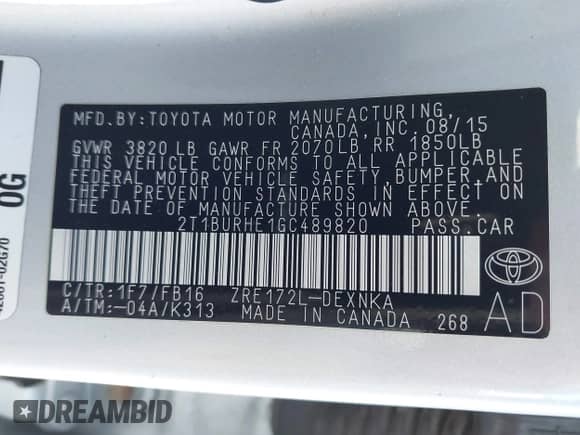 MFD.BY:TOYOTA MOTOR MANUFACTURING,
CANADA, INC. 08/15
GVWR 3820 LB GAWR FR 2070LB, RR 1850LB
THIS VEHICLE CONFORMS TO ALL APPLICABLE
FEDERAL MOTOR VEHICLE SAFETY, BUMPER, AND
THEFT PREVENTION STANDARDS IN EFFECT ON
THE DATE OF MANUFACTURE SHOWN ABOVE.
2T1BURHE1GC489820 PASS.CAR
C/TR:1F7/FB16 ZRE172L-DEXNKA
A/TM:-04A/K313 MADE IN CANADA 268
AD
0G
DREAMBID